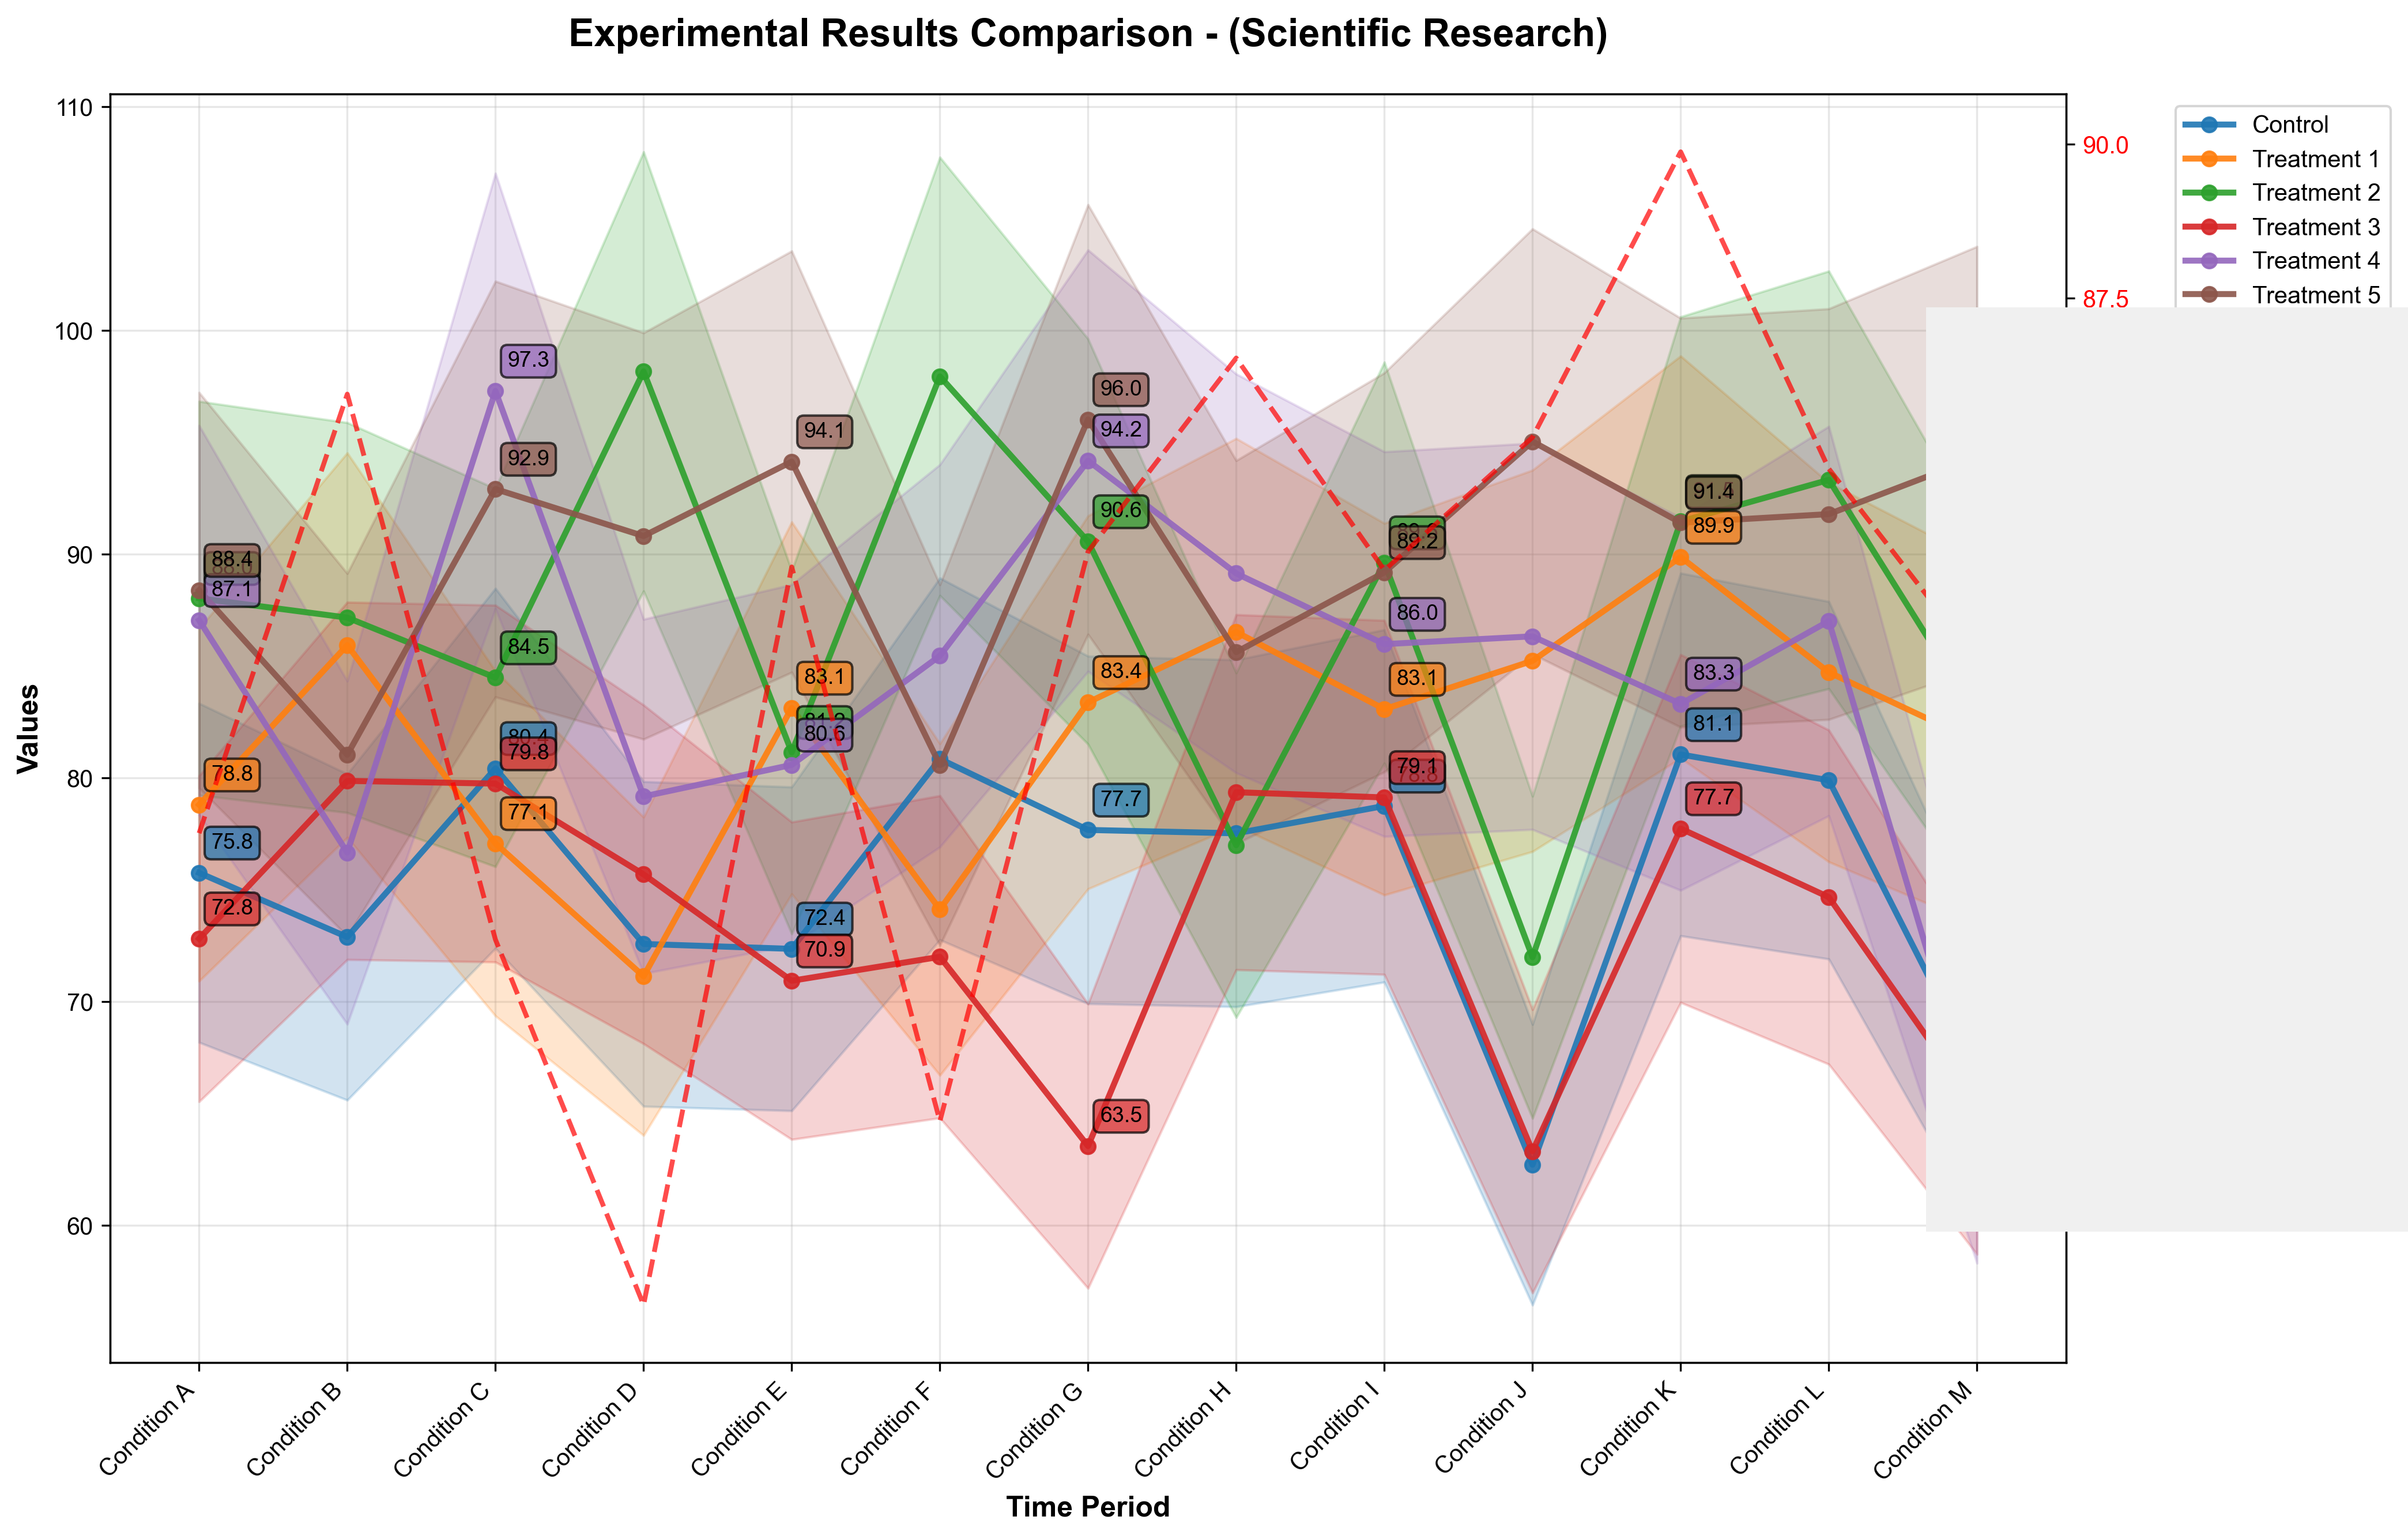 Experimental Results Comparison - (Scientific Research)
Values
110
100
90
80
70
60
90.0
87.5
Control
Treatment 1
Treatment 2
Treatment 3
Treatment 4
Treatment 5
88.4
87.1
78.8
75.8
72.8
97.3
92.9
84.5
80.4
79.8
77.1
94.1
83.1
80.6
72.4
70.9
96.0
94.2
90.6
83.4
77.7
63.5
89.2
86.0
83.1
79.1
91.4
89.9
83.3
81.1
77.7
Condition A
Condition B
Condition C
Condition D
Condition E
Condition F
Condition G
Condition H
Condition I
Condition J
Condition K
Condition L
Condition M
Time Period